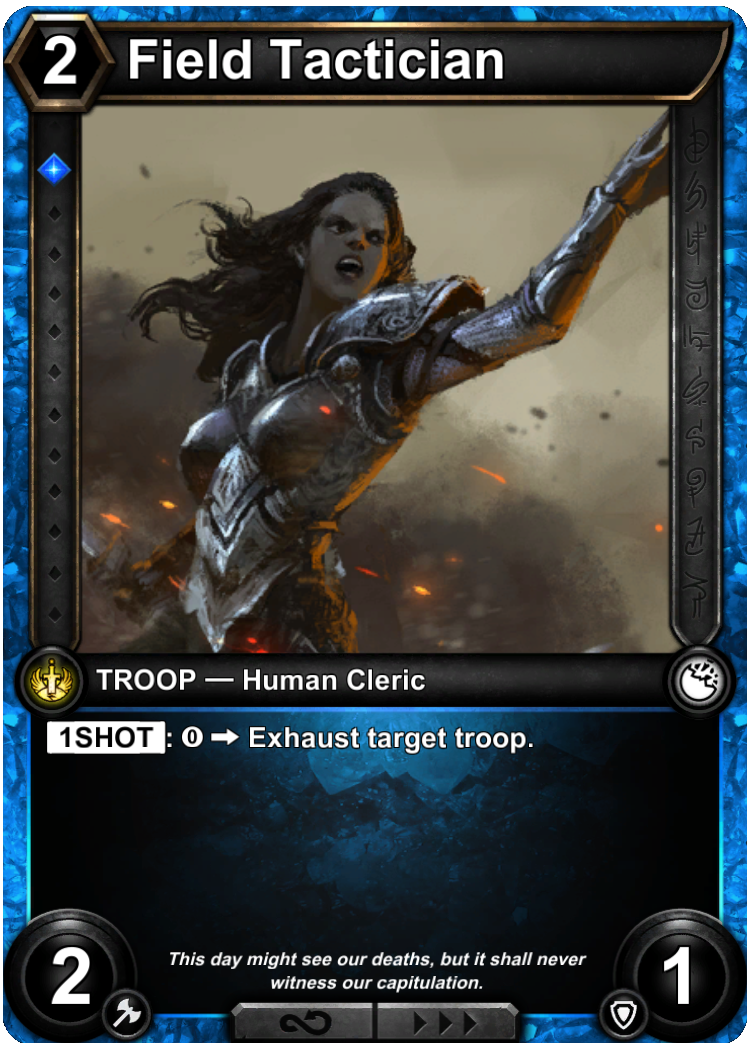 2 Field Tactician
TROOP — Human Cleric
1SHOT : 0 ➡ Exhaust target troop.
This day might see our deaths, but it shall never
witness our capitulation.
2 1